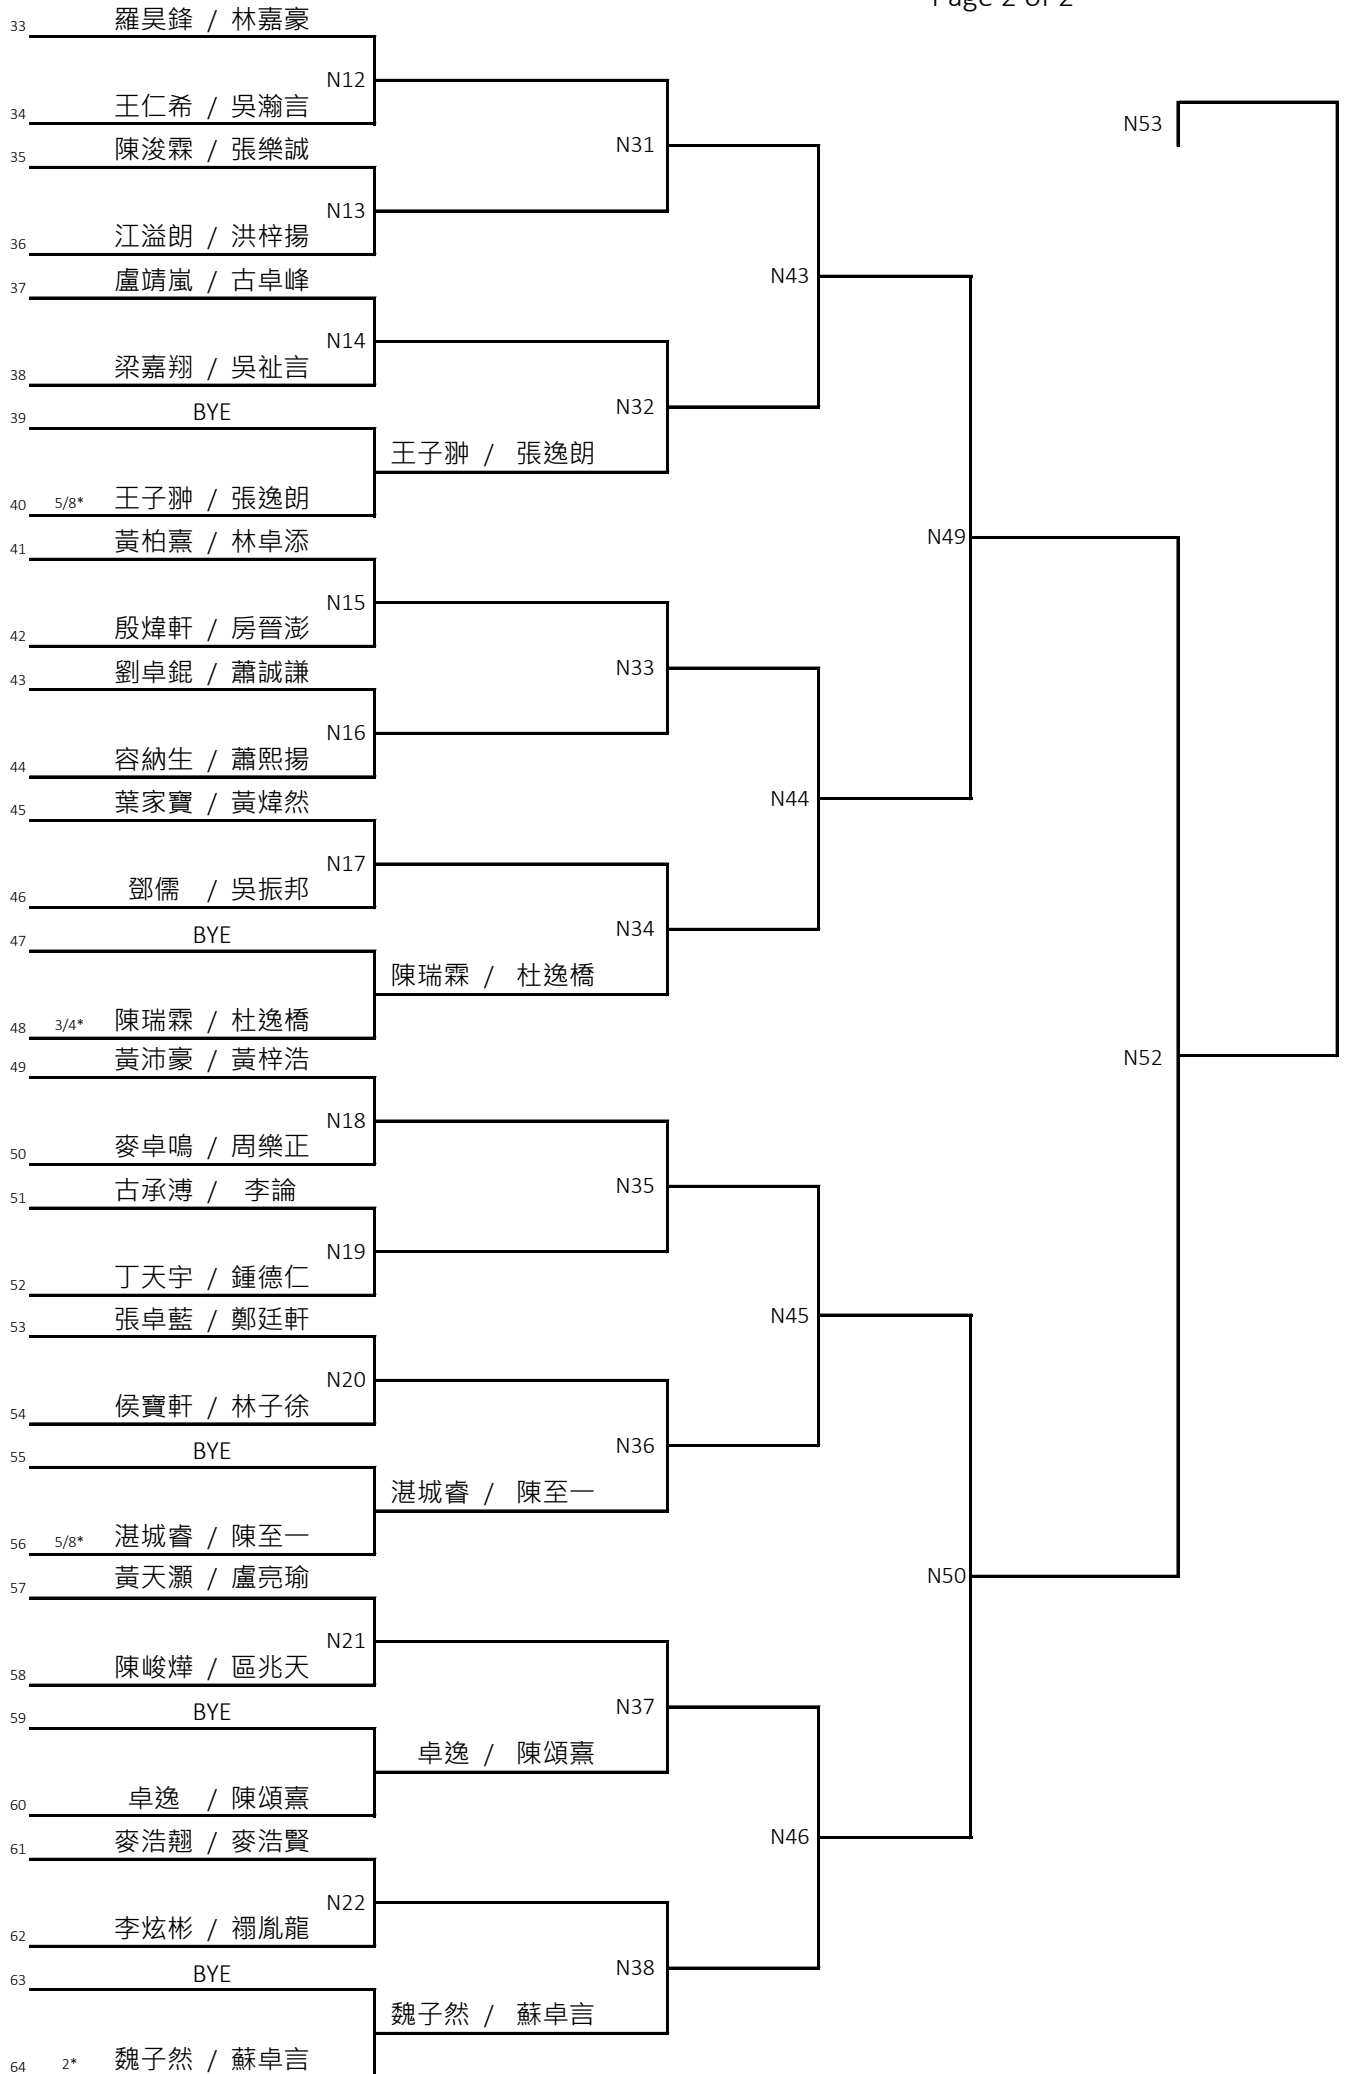 Page 2 of 2
33 羅昊鋒 / 林嘉豪
N12
34 王仁希 / 吳瀚言
N53
35 陳浚霖 / 張樂誠
N31
N13
36 江溢朗 / 洪梓揚
37 盧靖嵐 / 古卓峰
N43
N14
38 梁嘉翔 / 吳祉言
39 BYE
N32
王子翀 / 張逸朗
40 5/8* 王子翀 / 張逸朗
41 黃柏熹 / 林卓添
N49
N15
42 殷煒軒 / 房晉澎
43 劉卓錕 / 蕭誠謙
N33
N16
44 容納生 / 蕭熙揚
45 葉家寶 / 黃煒然
N44
N17
46 鄧儒 / 吳振邦
47 BYE
N34
陳瑞霖 / 杜逸橋
48 3/4* 陳瑞霖 / 杜逸橋
49 黃沛豪 / 黃梓浩
N52
N18
50 麥卓鳴 / 周樂正
51 古承溥 / 李論
N35
N19
52 丁天宇 / 鍾德仁
53 張卓藍 / 鄭廷軒
N45
N20
54 侯寶軒 / 林子徐
55 BYE
N36
湛城睿 / 陳至一
56 5/8* 湛城睿 / 陳至一
57 黃天灝 / 盧亮瑜
N50
N21
58 陳峻燁 / 區兆天
59 BYE
N37
卓逸 / 陳頌熹
60 卓逸 / 陳頌熹
61 麥浩翹 / 麥浩賢
N46
N22
62 李炫彬 / 禤胤龍
63 BYE
N38
魏子然 / 蘇卓言
64 2* 魏子然 / 蘇卓言